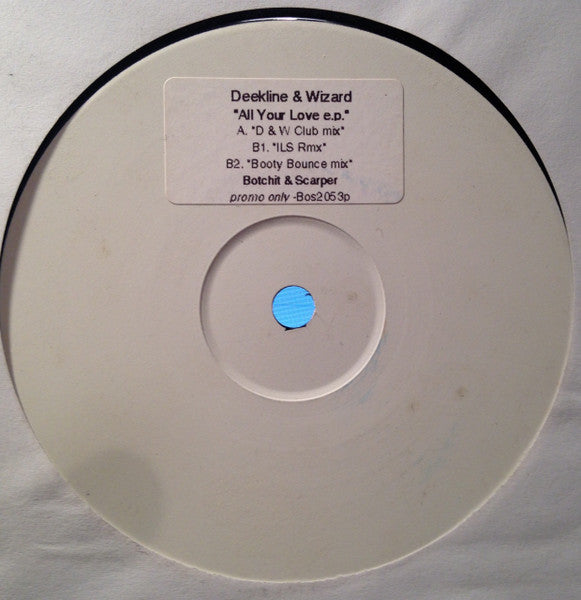 Deekline & Wizard
"All Your Love e.p."
A. "D & W Club mix"
B1. "ILS Rmx"
B2. "Booty Bounce mix"
Botchit & Scarper
promo only -Bos2053p